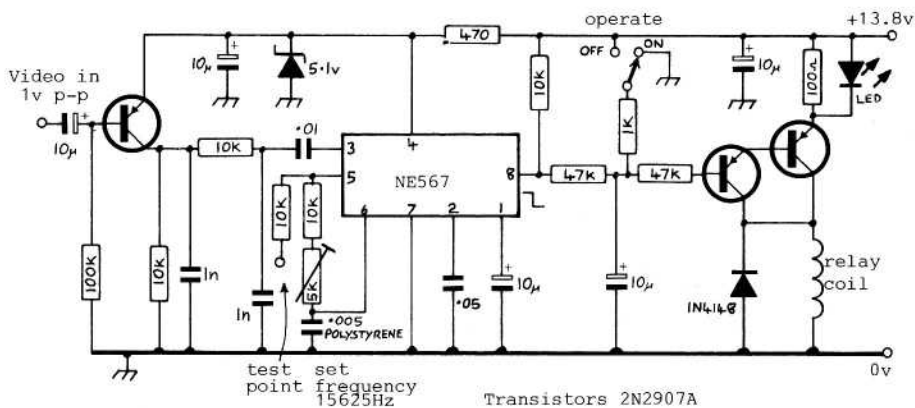 operate
+13.8v
OFF
ON
470
Video in
1v p-p
10µ
+
5·1v
10K
10µ
+
100Ω
LED
1K
10µ
+
10K
·01
3
4
NE567
8
5
6
7
2
1
47K
47K
100K
10K
1n
1n
10K
10K
5K
·005
POLYSTYRENE
·05
10µ
+
10µ
+
1N4148
relay
coil
0v
test
point
set
frequency
15625Hz
Transistors 2N2907A